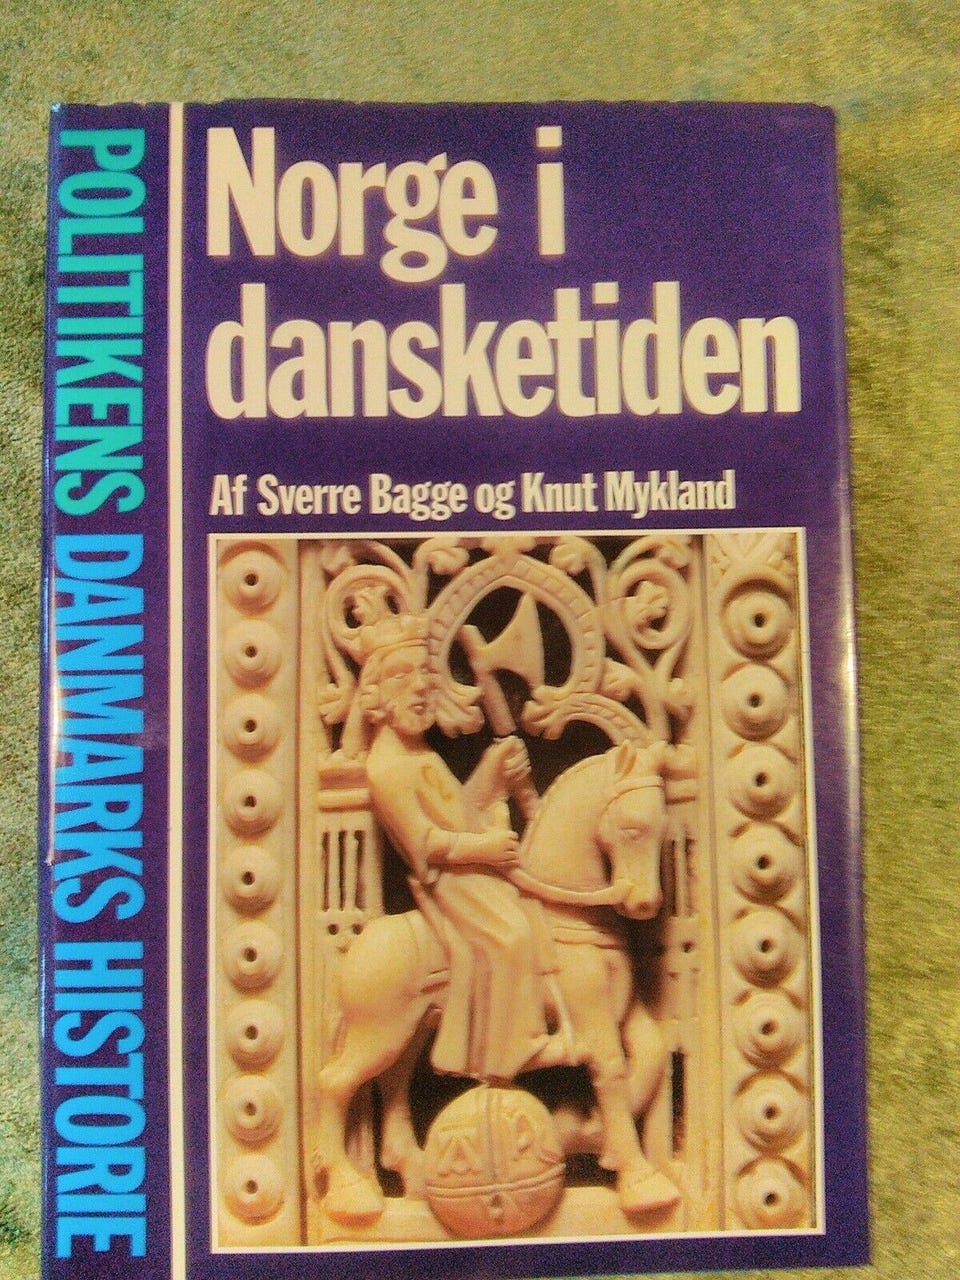 POLITIKENS DANMARKS HISTORIE
Norge i
dansketiden
Af Sverre Bagge og Knut Mykland